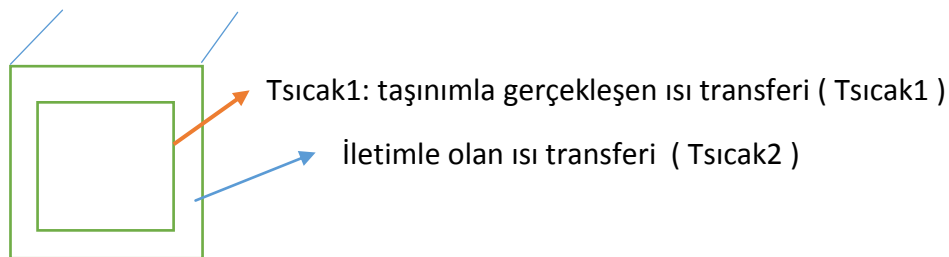 Tsıcak1: taşınımla gerçekleşen ısı transferi ( Tsıcak1 )
İletimle olan ısı transferi ( Tsıcak2 )